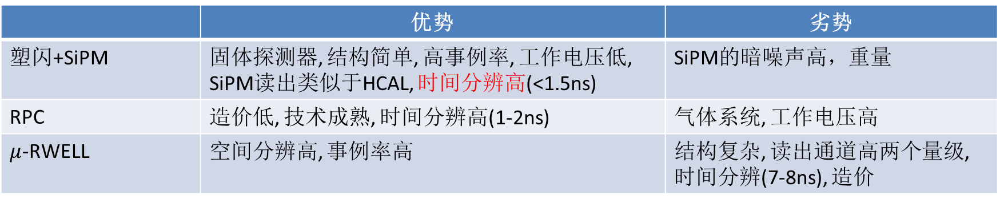 优势 劣势
塑闪+SiPM
固体探测器, 结构简单, 高事例率, 工作电压低,
SiPM读出类似于HCAL, 时间分辨高(<1.5ns)
SiPM的暗噪声高，重量
RPC
造价低, 技术成熟, 时间分辨高(1-2ns)
气体系统, 工作电压高
μ-RWELL
空间分辨高, 事例率高
结构复杂, 读出通道高两个量级,
时间分辨(7-8ns), 造价